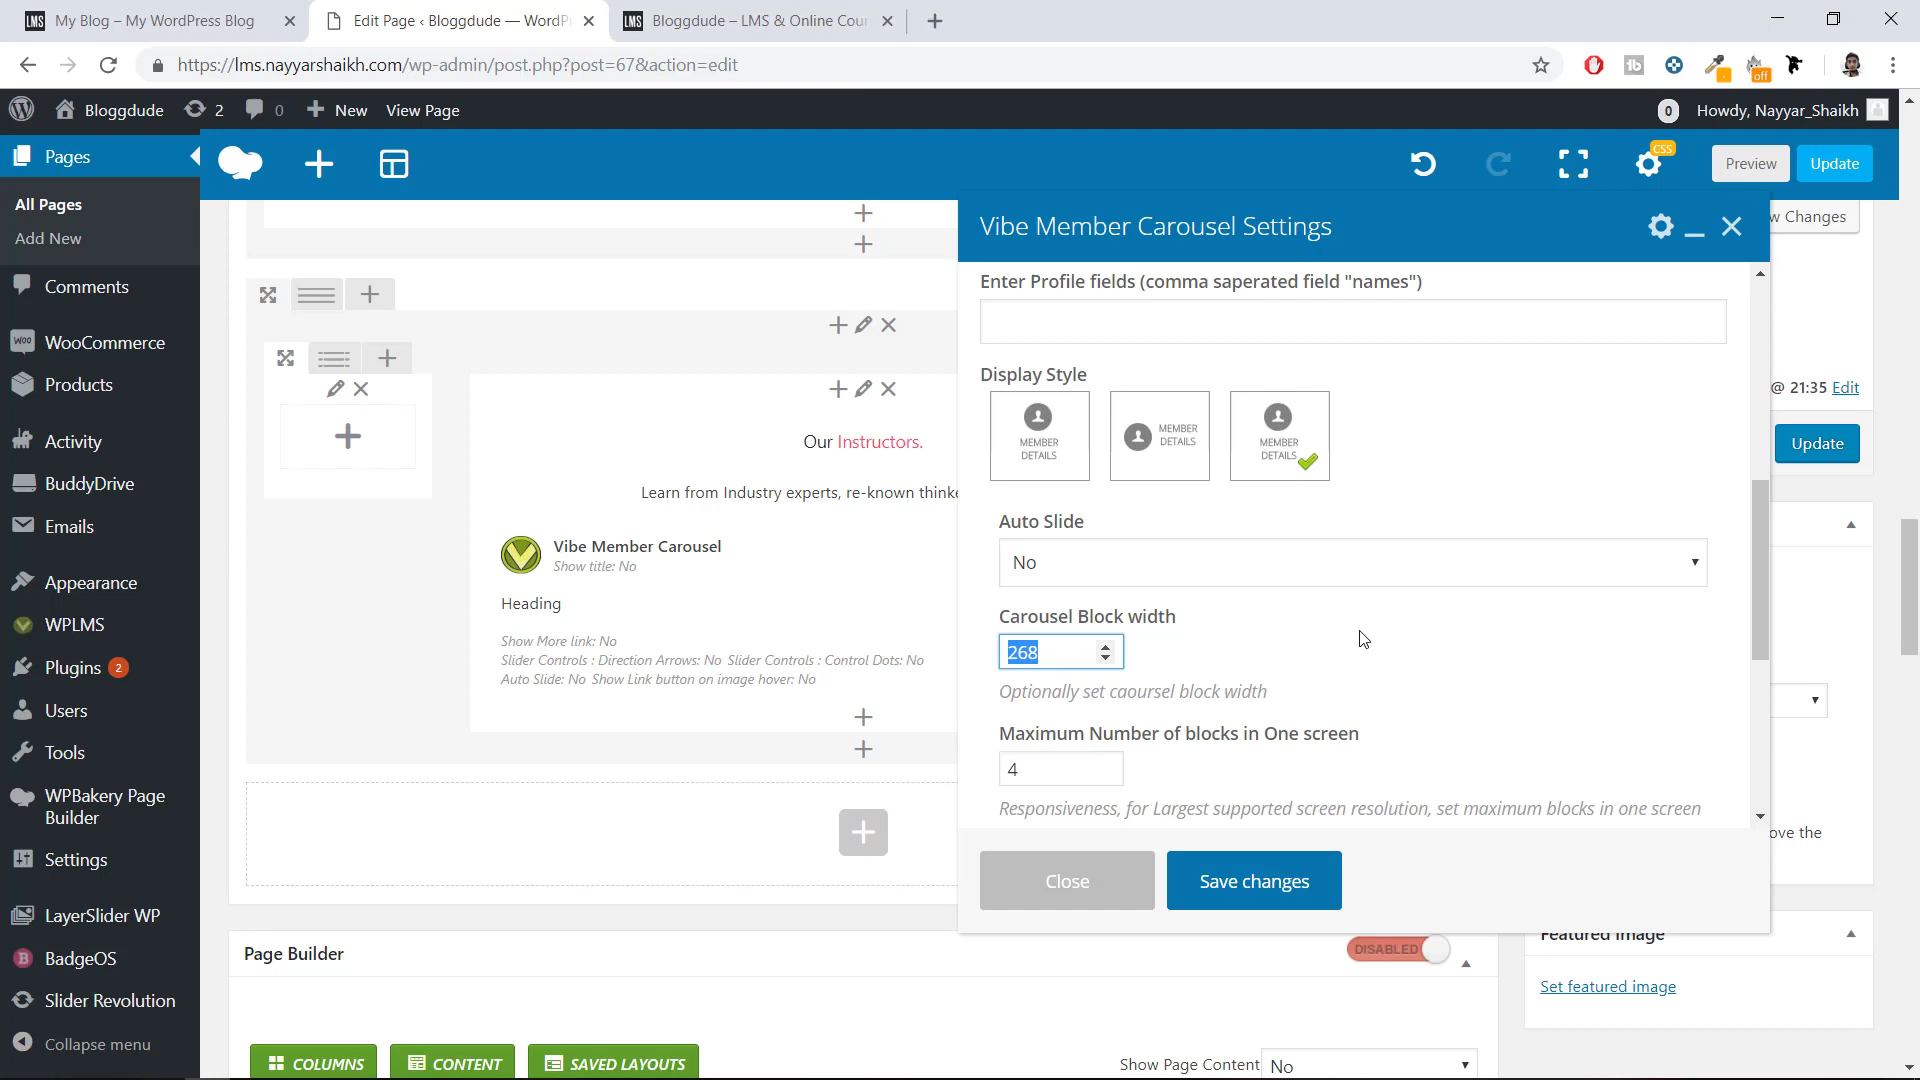 LMS My Blog – My WordPress Blog
Edit Page ‹ Bloggdude — WordP
LMS Bloggdude – LMS & Online Cour
https://lms.nayyarshaikh.com/wp-admin/post.php?post=67&action=edit
off
Bloggdude 2 0 New View Page
0 Howdy, Nayyar_Shaikh
Pages
All Pages
Add New
Comments
WooCommerce
Products
Activity
BuddyDrive
Emails
Appearance
WPLMS
Plugins 2
Users
Tools
WPBakery Page
Builder
Settings
LayerSlider WP
BadgeOS
Slider Revolution
Collapse menu
CSS
Preview
Update
Our Instructors.
Learn from Industry experts, re-known thinke
Vibe Member Carousel
Show title: No
Heading
Show More link: No
Slider Controls : Direction Arrows: No Slider Controls : Control Dots: No
Auto Slide: No Show Link button on image hover: No
Vibe Member Carousel Settings
Enter Profile fields (comma saperated field "names")
Display Style
MEMBER
DETAILS
MEMBER
DETAILS
MEMBER
DETAILS
Auto Slide
No
Carousel Block width
268
Optionally set caoursel block width
Maximum Number of blocks in One screen
4
Responsiveness, for Largest supported screen resolution, set maximum blocks in one screen
Close
Save changes
w Changes
@ 21:35 Edit
Update
ove the
Featured Image
Set featured image
Page Builder
DISABLED
COLUMNS
CONTENT
SAVED LAYOUTS
Show Page Content No